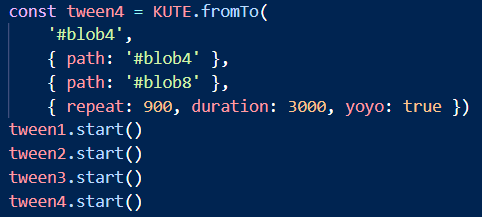 const tween4 = KUTE.fromTo(
    '#blob4',
    { path: '#blob4' },
    { path: '#blob8' },
    { repeat: 900, duration: 3000, yoyo: true })
tween1.start()
tween2.start()
tween3.start()
tween4.start()